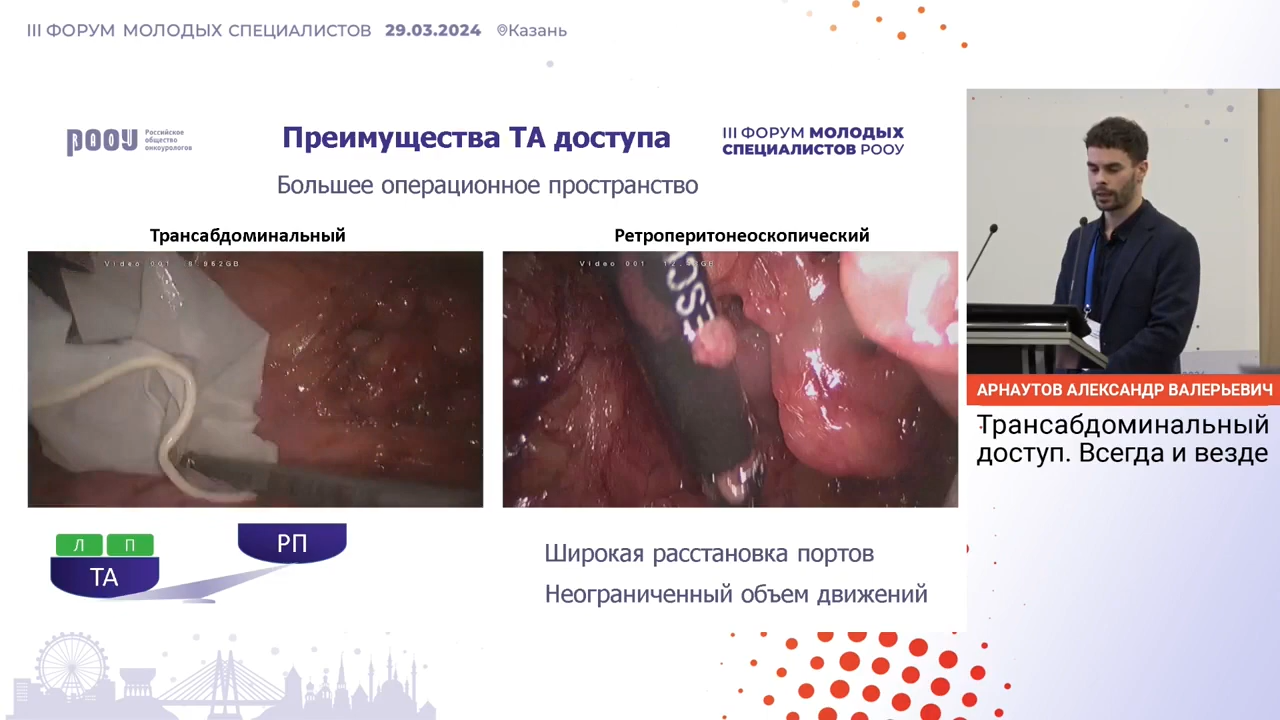 III ФОРУМ МОЛОДЫХ СПЕЦИАЛИСТОВ 29.03.2024 Казань
РООУ Российское
общество
онкоурологов
Преимущества ТА доступа
III ФОРУМ МОЛОДЫХ
СПЕЦИАЛИСТОВ РООУ
Большее операционное пространство
Трансабдоминальный
Ретроперитонеоскопический
Video 001
Video 001
Л П
ТА
РП
Широкая расстановка портов
Неограниченный объем движений
АРНАУТОВ АЛЕКСАНДР ВАЛЕРЬЕВИЧ
Трансабдоминальный
доступ. Всегда и везде